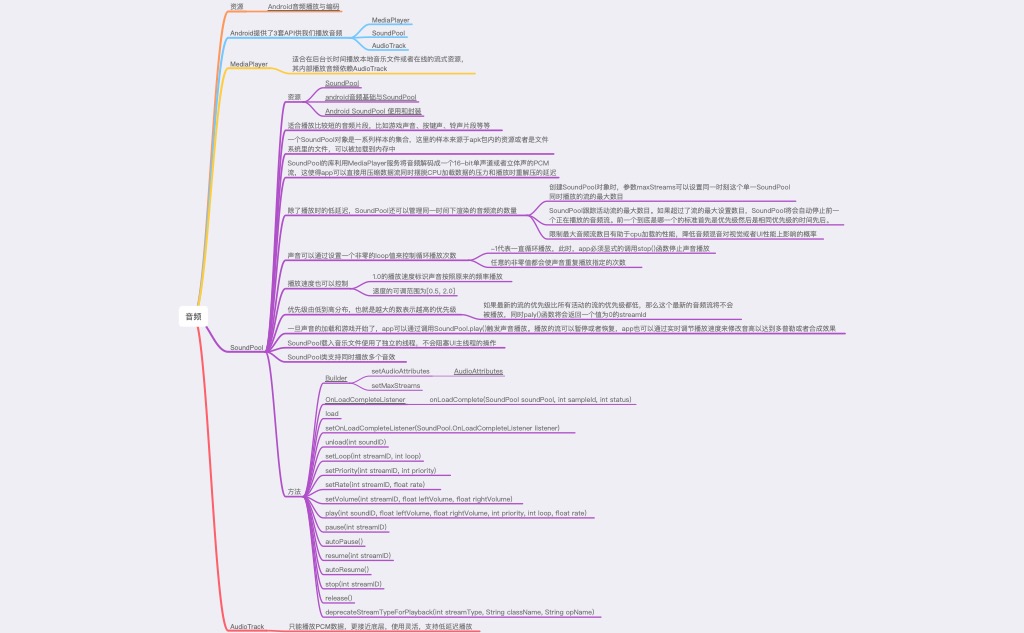 资源
Android音频播放与编码
Android提供了3套API供我们播放音频
MediaPlayer
SoundPool
AudioTrack
MediaPlayer
适合在后台长时间播放本地音乐文件或者在线的流式资源，
其内部播放音频依赖AudioTrack
资源
SoundPool
android音频基础与SoundPool
Android SoundPool 使用和封装
适合播放比较短的音频片段，比如游戏声音、按键声、铃声片段等等
一个SoundPool对象是一系列样本的集合，这里的样本来源于apk包内的资源或者是文件
系统里的文件，可以被加载到内存中
SoundPool的库利用MediaPlayer服务将音频解码成一个16-bit单声道或者立体声的PCM
流，这使得app可以直接用压缩数据流同时摆脱CPU加载数据的压力和播放时重解压的延迟
除了播放时的低延迟，SoundPool还可以管理同一时间下渲染的音频流的数量
创建SoundPool对象时，参数maxStreams可以设置同一时刻这个单一SoundPool
同时播放的流的最大数目
SoundPool跟踪活动流的最大数目。如果超过了流的最大设置数目，SoundPool将会自动停止前一
个正在播放的音频流。前一个到底是哪一个的标准首先是优先级然后是相同优先级的时间先后。
限制最大音频流数目有助于cpu加载的性能，降低音频混音对视觉或者UI性能上影响的概率
声音可以通过设置一个非零的loop值来控制循环播放次数
-1代表一直循环播放，此时，app必须显式的调用stop()函数停止声音播放
任意的非零值都会使声音重复播放指定的次数
播放速度也可以控制
1.0的播放速度标识声音按照原来的频率播放
速度的可调范围为[0.5, 2.0]
优先级由低到高分布，也就是越大的数表示越高的优先级
如果最新的流的优先级比所有活动的流的优先级都低，那么这个最新的音频流将不会
被播放，同时paly()函数将会返回一个值为0的streamId
一旦声音的加载和游戏开始了，app可以通过调用SoundPool.play()触发声音播放。播放的流可以暂停或者恢复，app也可以通过实时调节播放速度来修改音高以达到多普勒或者合成效果
音频
SoundPool
SoundPool载入音乐文件使用了独立的线程，不会阻塞UI主线程的操作
SoundPool类支持同时播放多个音效
方法
Builder
setAudioAttributes
AudioAttributes
setMaxStreams
OnLoadCompleteListener
onLoadComplete(SoundPool soundPool, int sampleId, int status)
load
setOnLoadCompleteListener(SoundPool.OnLoadCompleteListener listener)
unload(int soundID)
setLoop(int streamID, int loop)
setPriority(int streamID, int priority)
setRate(int streamID, float rate)
setVolume(int streamID, float leftVolume, float rightVolume)
play(int soundID, float leftVolume, float rightVolume, int priority, int loop, float rate)
pause(int streamID)
autoPause()
resume(int streamID)
autoResume()
stop(int streamID)
release()
deprecateStreamTypeForPlayback(int streamType, String className, String opName)
AudioTrack
只能播放PCM数据，更接近底层，使用灵活，支持低延迟播放